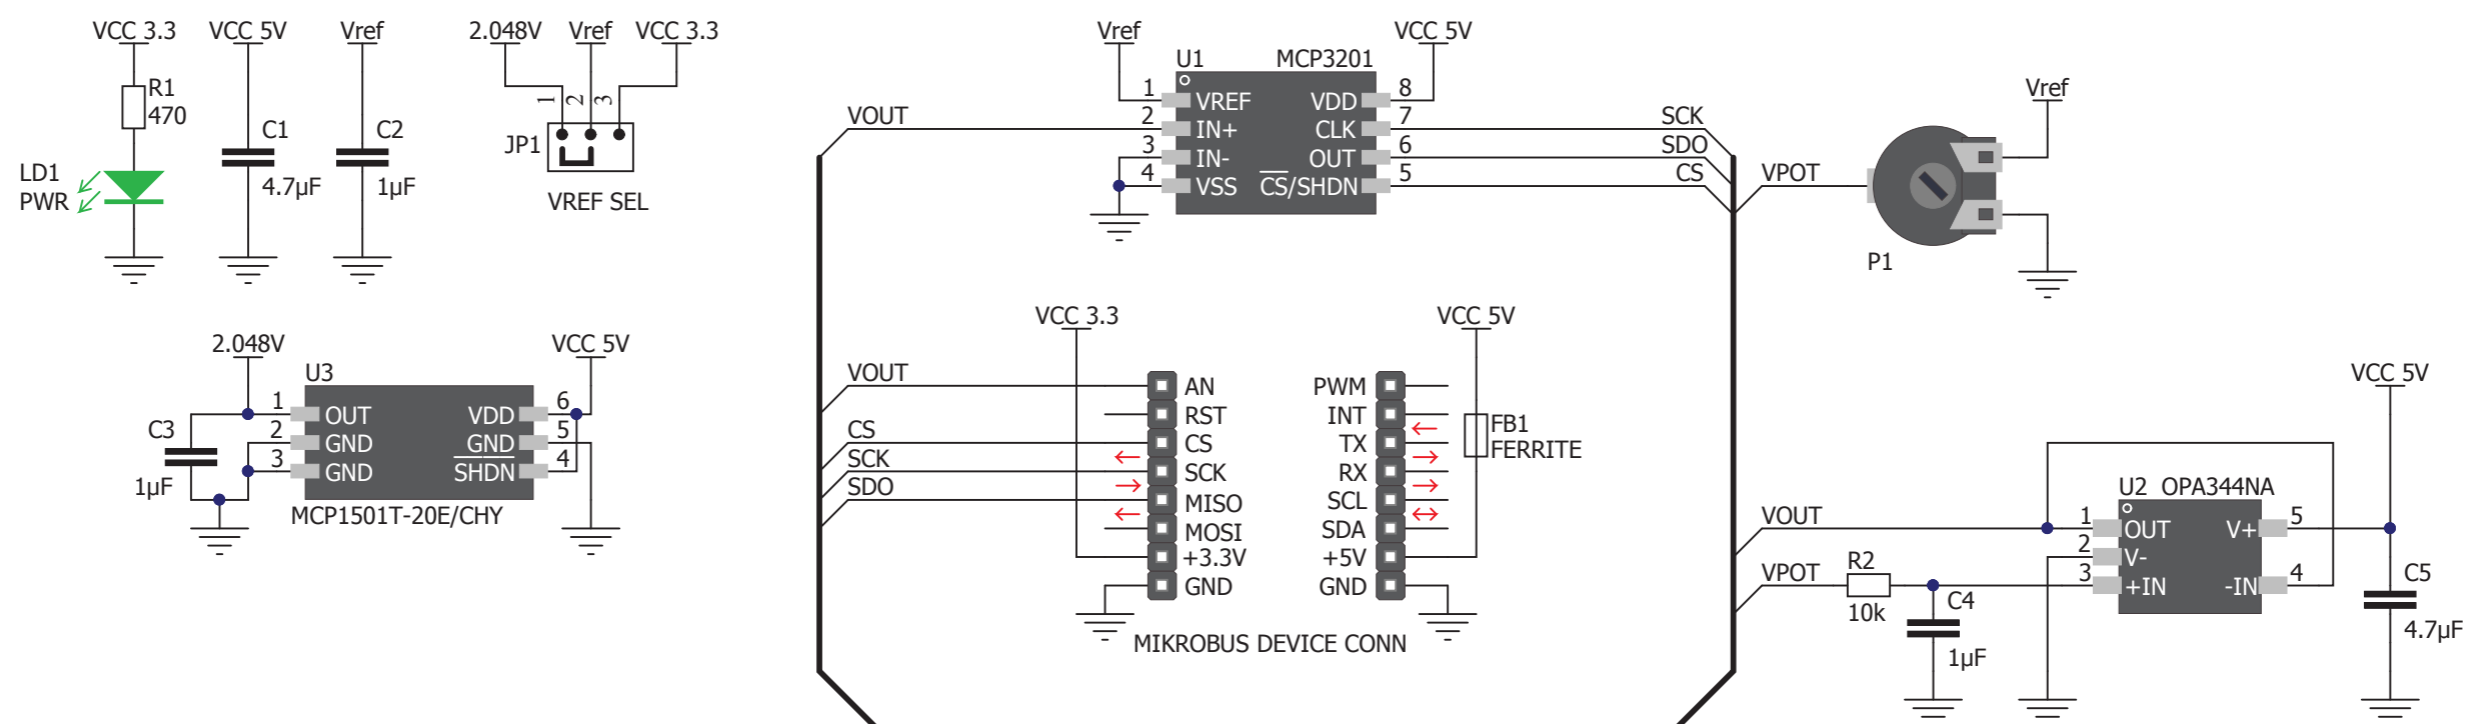 VCC 3.3
R1
470
LD1
PWR
VCC 5V
C1
4.7µF
Vref
C2
1µF
2.048V
Vref
VCC 3.3
1
2
3
JP1
VREF SEL
2.048V
VCC 5V
U3
C3
1µF
1 OUT
2 GND
3 GND
VDD 6
GND 5
SHDN 4
MCP1501T-20E/CHY
Vref
VCC 5V
U1 MCP3201
VOUT
1 VREF
2 IN+
3 IN-
4 VSS
VDD 8
CLK 7
OUT 6
CS/SHDN 5
SCK
SDO
CS
VCC 3.3
VCC 5V
VOUT
CS
SCK
SDO
AN
RST
CS
SCK
MISO
MOSI
+3.3V
GND
PWM
INT
TX
RX
SCL
SDA
+5V
GND
FB1
FERRITE
MIKROBUS DEVICE CONN
VPOT
Vref
P1
VCC 5V
U2 OPA344NA
VOUT
VPOT
R2
10k
C4
1µF
1 OUT
2 V-
3 +IN
V+ 5
-IN 4
C5
4.7µF